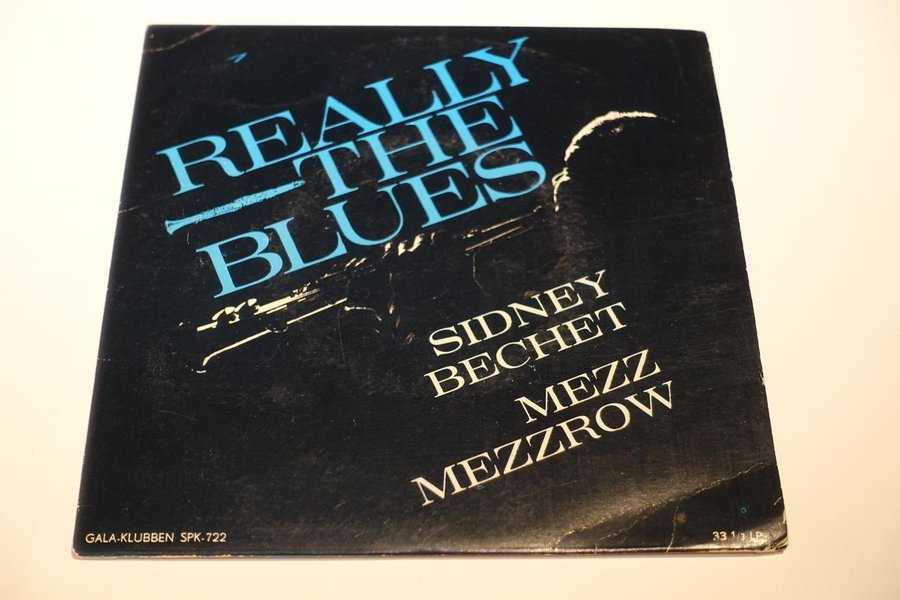 REALLY
THE
BLUES
SIDNEY
BECHET
MEZZ
MEZZROW
GALA-KLUBBEN SPK-722
33 1/3 LP